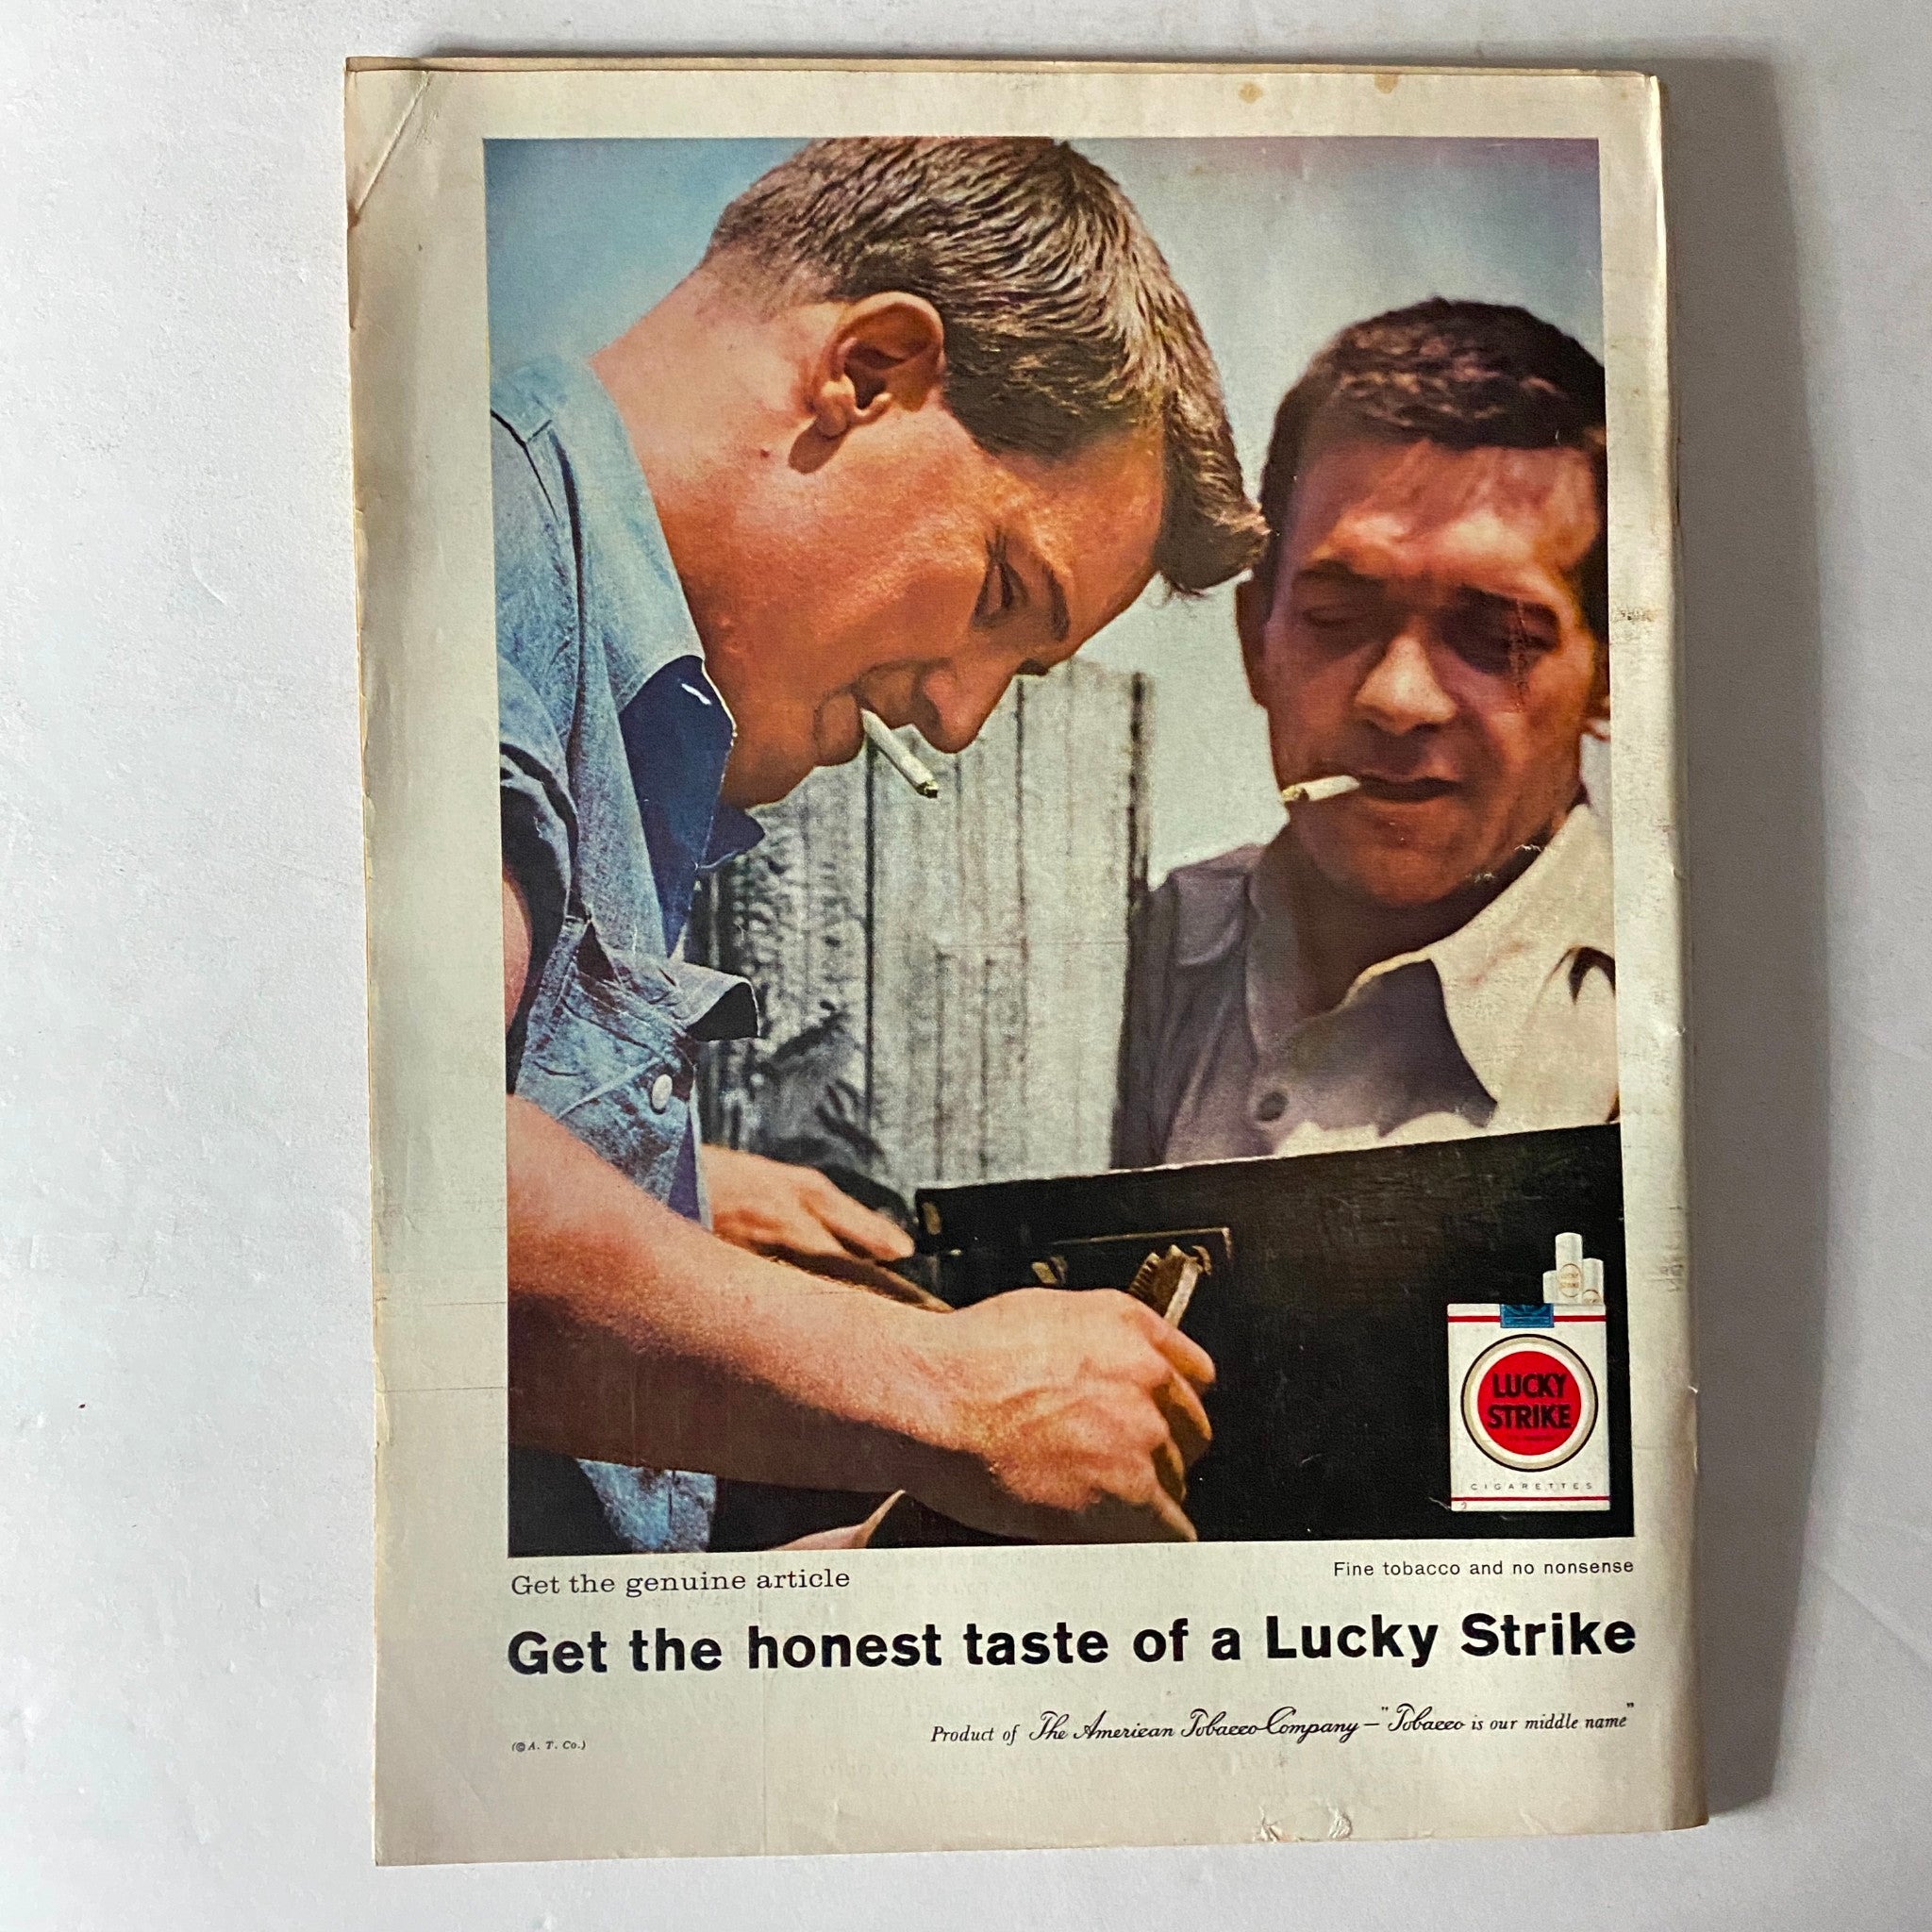 LUCKY
STRIKE
CIGARETTES
Get the genuine article
Fine tobacco and no nonsense
Get the honest taste of a Lucky Strike
Product of The American Tobacco Company — "Tobacco is our middle name"
(© A. T. Co.)